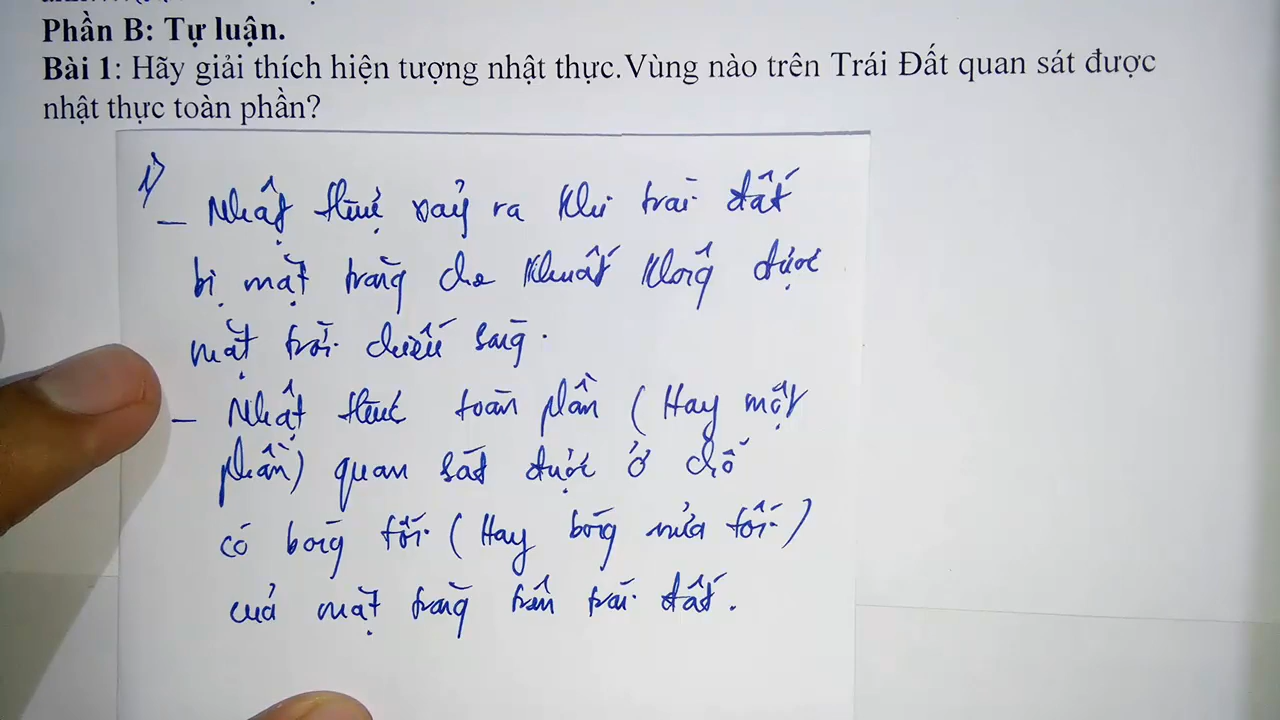 Phần B: Tự luận.
Bài 1: Hãy giải thích hiện tượng nhật thực.Vùng nào trên Trái Đất quan sát được
nhật thực toàn phần?
1)
– Nhật thực xảy ra khi trái đất
bị mặt trăng che khuất không được
mặt trời chiếu sáng.
– Nhật thực toàn phần (Hay một
phần) quan sát được ở chỗ
có bóng tối (Hay bóng nửa tối)
của mặt trăng trên trái đất.